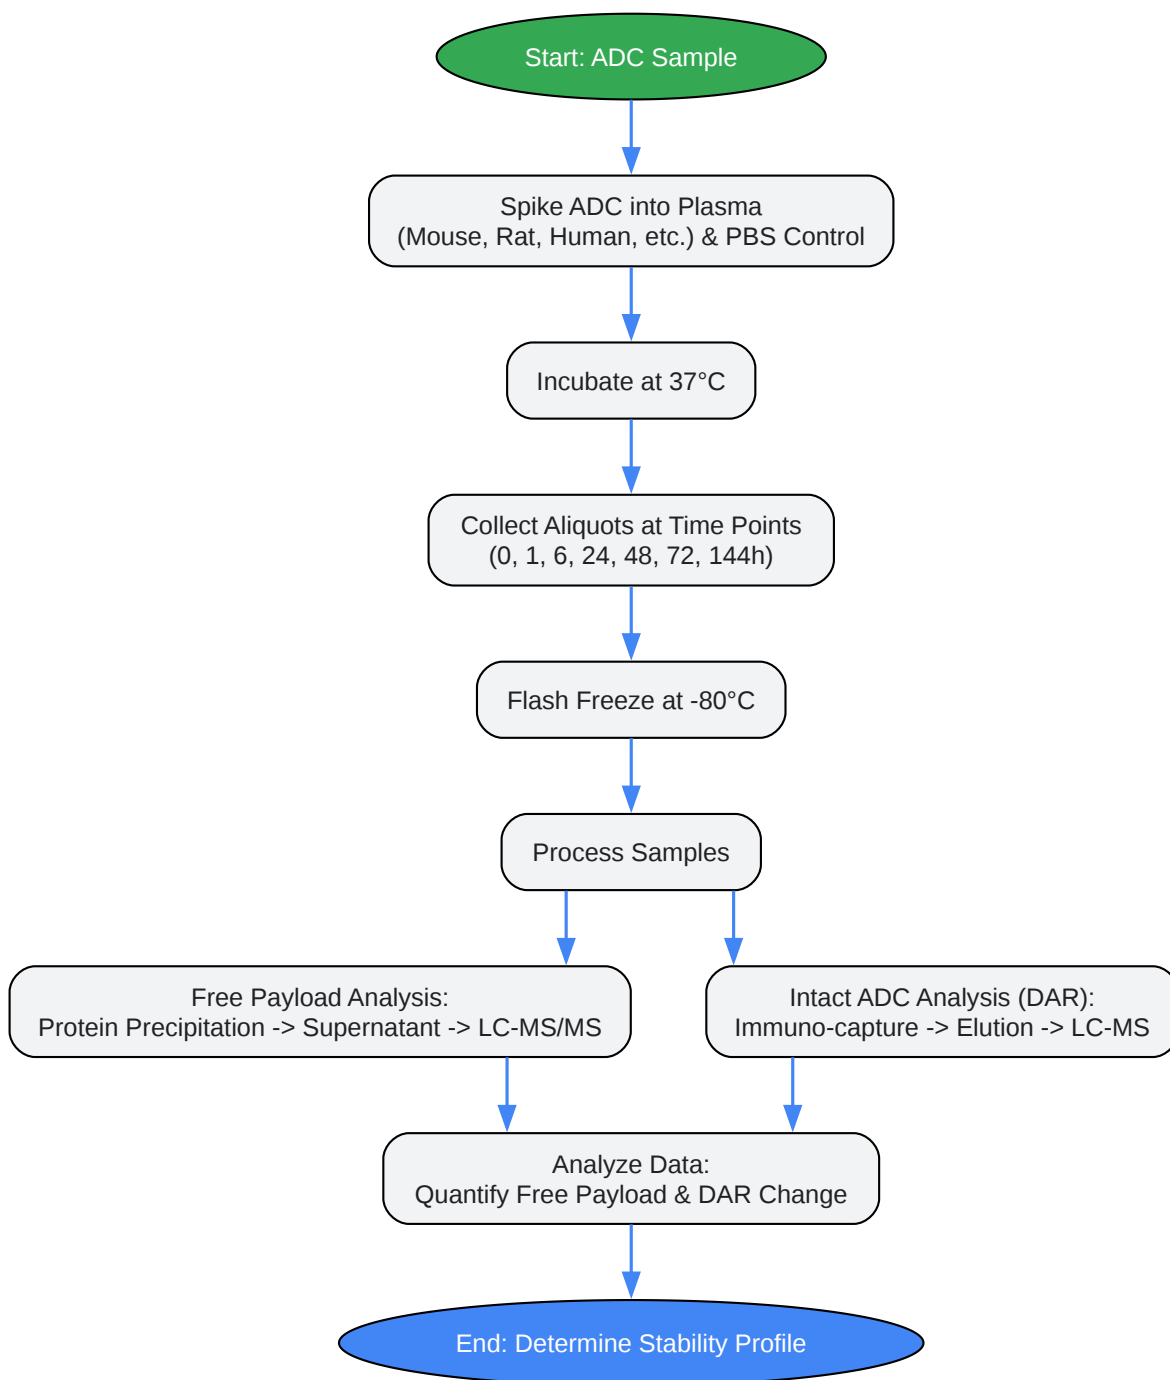 Start: ADC Sample
Spike ADC into Plasma
(Mouse, Rat, Human, etc.) & PBS Control
Incubate at 37°C
Collect Aliquots at Time Points
(0, 1, 6, 24, 48, 72, 144h)
Flash Freeze at -80°C
Process Samples
Free Payload Analysis:
Protein Precipitation -> Supernatant -> LC-MS/MS
Intact ADC Analysis (DAR):
Immuno-capture -> Elution -> LC-MS
Analyze Data:
Quantify Free Payload & DAR Change
End: Determine Stability Profile